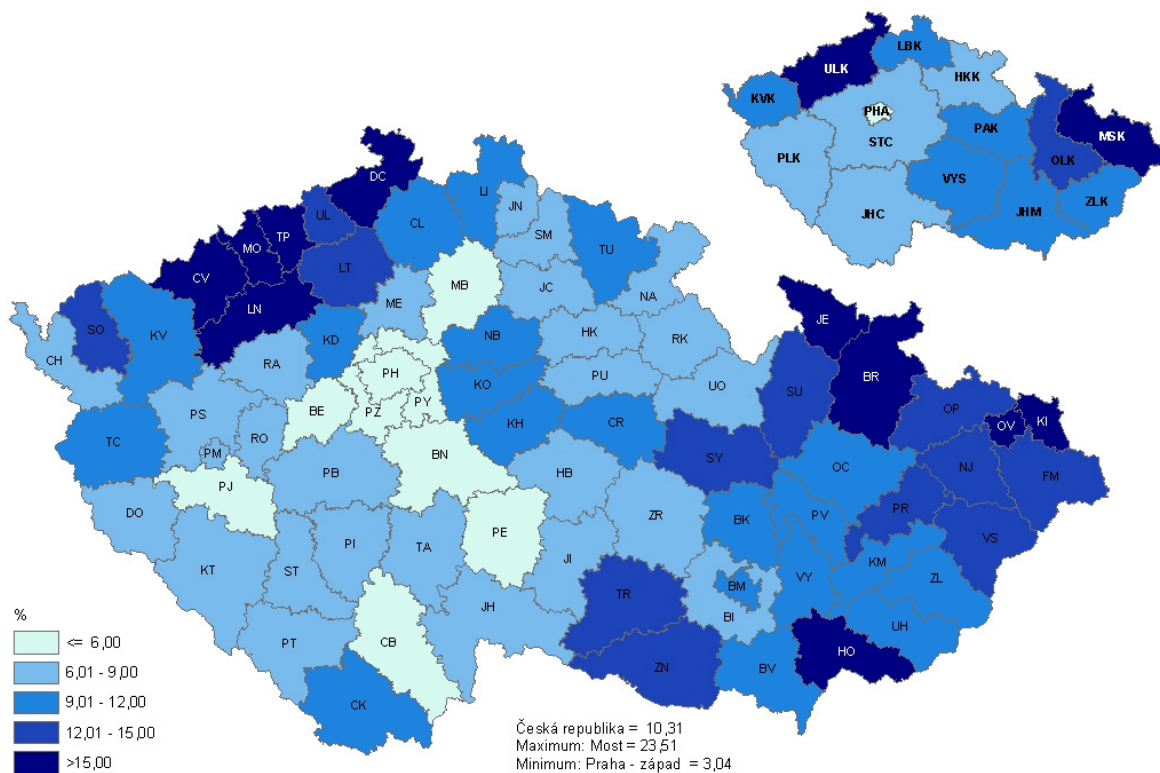 LBK
ULK
HKK
KVK
PHA
PAK
MSK
STC
PLK
OLK
VYS
ZLK
JHC
JHM
DC
LI
UL
JN
CL
TP
MO
SM
TU
LT
CV
MB
JC
NA
ME
LN
SO
KV
JE
HK
NB
KD
RK
CH
RA
PH
BR
PU
KO
UO
SU
BE
PZ
PY
PS
OP
KI
KH
CR
OV
RO
TC
PM
SY
BN
OC
NJ
PB
HB
FM
PJ
PR
DO
ZR
BK
PV
PE
VS
PI
TA
JI
KM
KT
ST
ZL
VY
BM
TR
JH
BI
%
UH
<= 6,00
CB
PT
HO
6,01 - 9,00
ZN
BV
9,01 - 12,00
CK
12,01 - 15,00
Česká republika = 10,31
Maximum: Most = 23,51
>15,00
Minimum: Praha - západ = 3,04